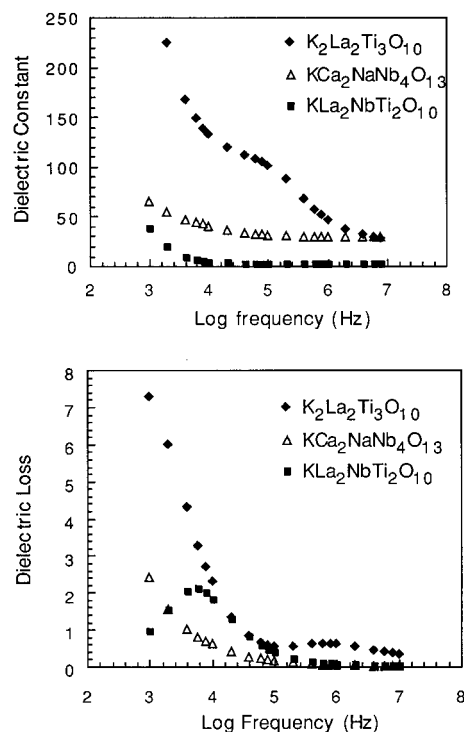 250
200
150
100
50
0
Dielectric Constant
◆ K₂La₂Ti₃O₁₀
△ KCa₂NaNb₄O₁₃
■ KLa₂NbTi₂O₁₀
2 3 4 5 6 7 8
Log frequency (Hz)
8
7
6
5
4
3
2
1
0
Dielectric Loss
◆ K₂La₂Ti₃O₁₀
△ KCa₂NaNb₄O₁₃
■ KLa₂NbTi₂O₁₀
2 3 4 5 6 7 8
Log Frequency (Hz)